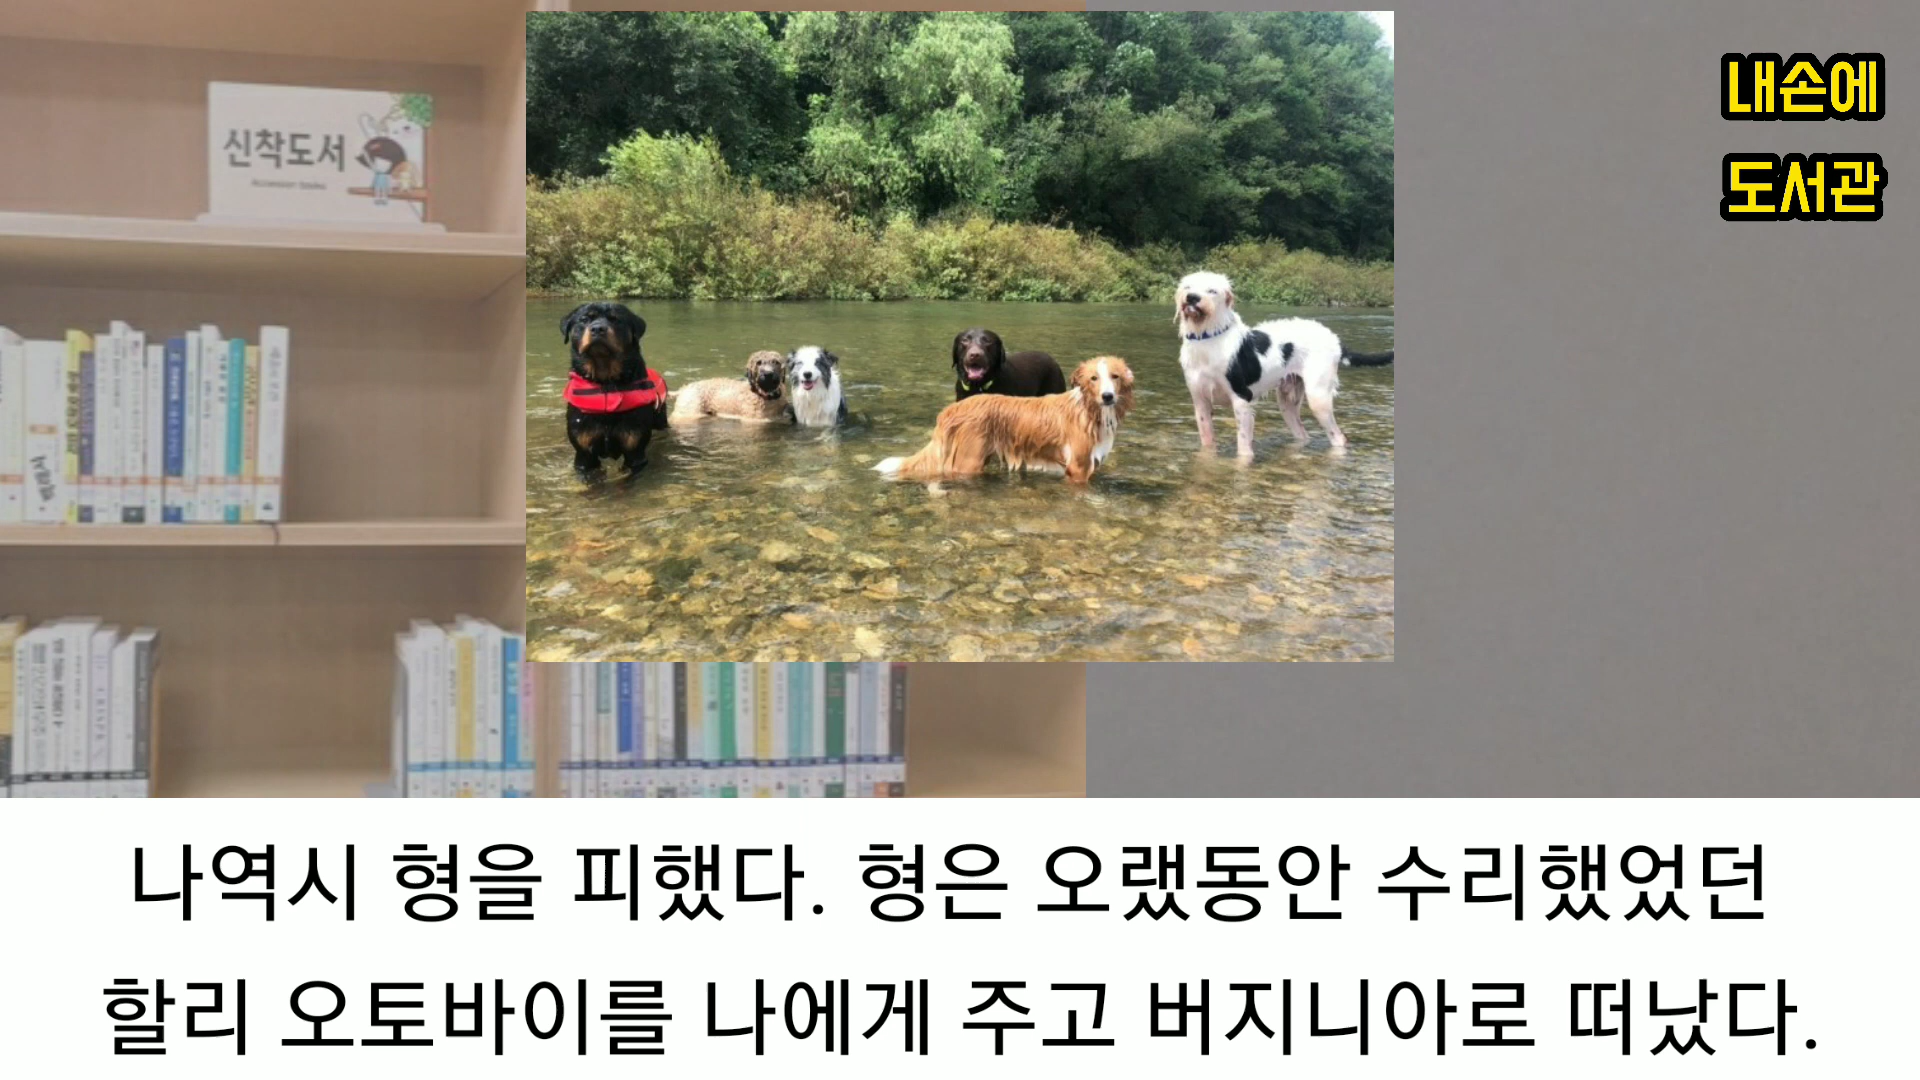 신착도서
내손에
도서관
나역시 형을 피했다. 형은 오랬동안 수리했었던
할리 오토바이를 나에게 주고 버지니아로 떠났다.